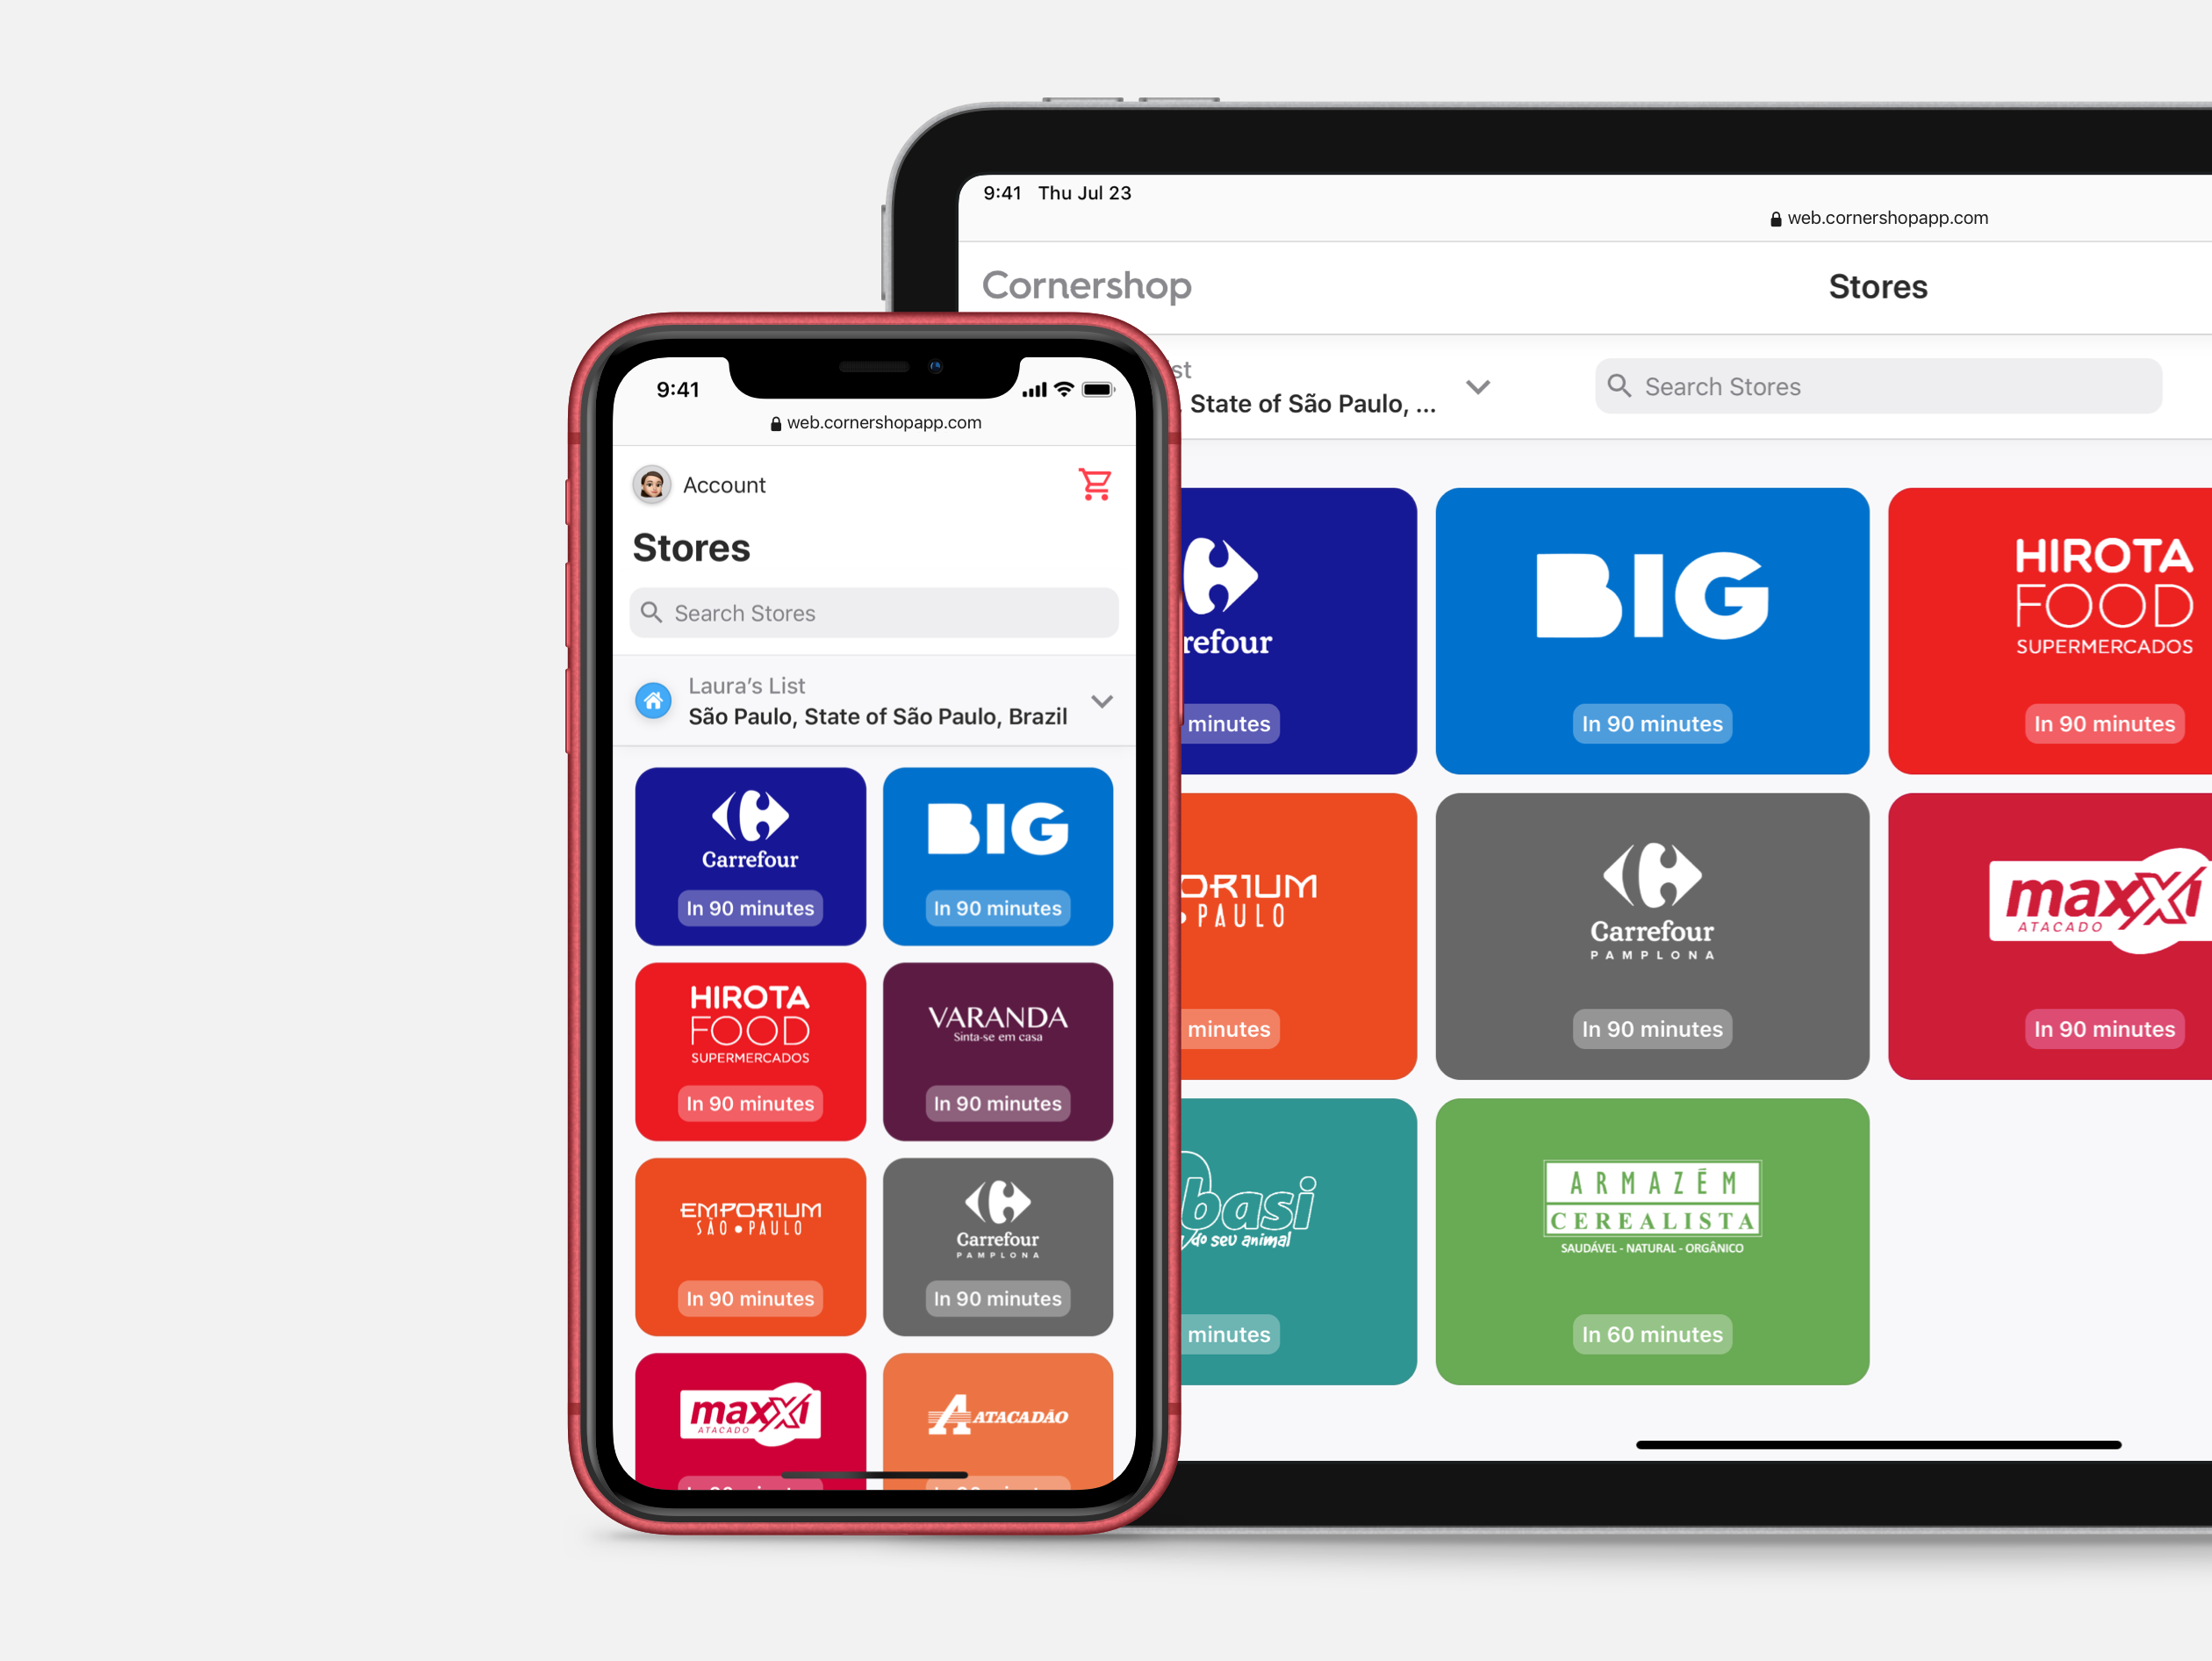 9:41 Thu Jul 23
web.cornershopapp.com
Cornershop
Stores
State of São Paulo, ...
Search Stores
BIG
In 90 minutes
HIROTA
FOOD
SUPERMERCADOS
In 90 minutes
minutes
PAULO
minutes
Carrefour
PAMPLONA
In 90 minutes
maxxi
ATACADO
In 90 minutes
do seu animal
minutes
ARMAZÉM
CEREALISTA
SAUDÁVEL - NATURAL - ORGÂNICO
In 60 minutes
9:41
web.cornershopapp.com
Account
Stores
Search Stores
Laura’s List
São Paulo, State of São Paulo, Brazil
Carrefour
In 90 minutes
BIG
In 90 minutes
HIROTA
FOOD
SUPERMERCADOS
In 90 minutes
VARANDA
Sinta-se em casa
In 90 minutes
EMPORIUM
SÃO • PAULO
In 90 minutes
Carrefour
PAMPLONA
In 90 minutes
maxxi
ATACADO
ATACADÃO